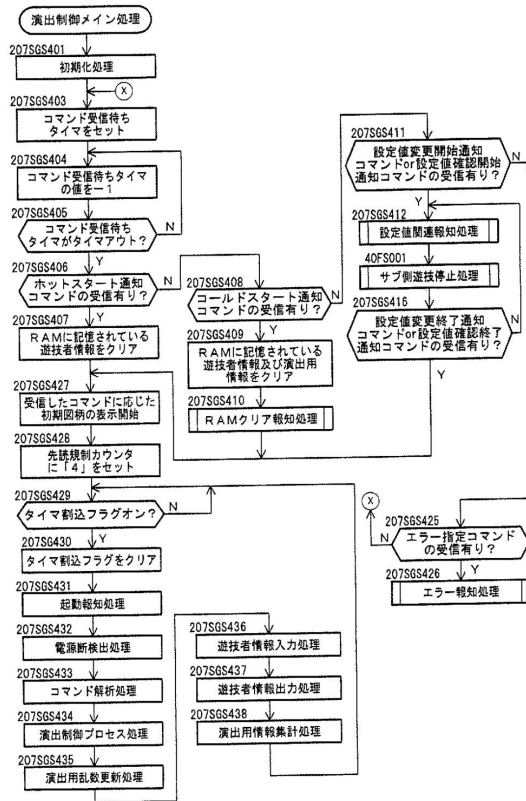 演出制御メイン処理
207SGS401
初期化処理
X
207SGS403
コマンド受信待ち
タイマをセット
207SGS404
コマンド受信待ちタイマ
の値を－1
207SGS405
コマンド受信待ち
タイマがタイマアウト？
N
Y
207SGS406
ホットスタート通知
コマンドの受信有り？
N
Y
207SGS407
RAMに記憶されている
遊技者情報をクリア
207SGS427
受信したコマンドに応じた
初期図柄の表示開始
207SGS428
先読規制カウンタ
に「4」をセット
207SGS429
タイマ割込フラグオン？
N
Y
207SG430
タイマ割込フラグをクリア
207SGS431
起動報知処理
207SGS432
電源断検出処理
207SGS433
コマンド解析処理
207SGS434
演出制御プロセス処理
207SGS435
演出用乱数更新処理
207SGS408
コールドスタート通知
コマンドの受信有り？
N
Y
207SGS409
RAMに記憶されている
遊技者情報及び演出用
情報をクリア
207SGS410
RAMクリア報知処理
207SGS436
遊技者情報入力処理
207SGS437
遊技者情報出力処理
207SGS438
演出用情報集計処理
207SGS411
設定値変更開始通知
コマンドor設定値確認開始
通知コマンドの受信有り？
N
Y
207SGS412
設定値関連報知処理
40FS001
サブ側遊技停止処理
207SGS416
設定値変更終了通知
コマンドor設定値確認終了
通知コマンドの受信有り？
N
Y
X
207SGS425
エラー指定コマンド
の受信有り？
N
Y
207SGS426
エラー報知処理